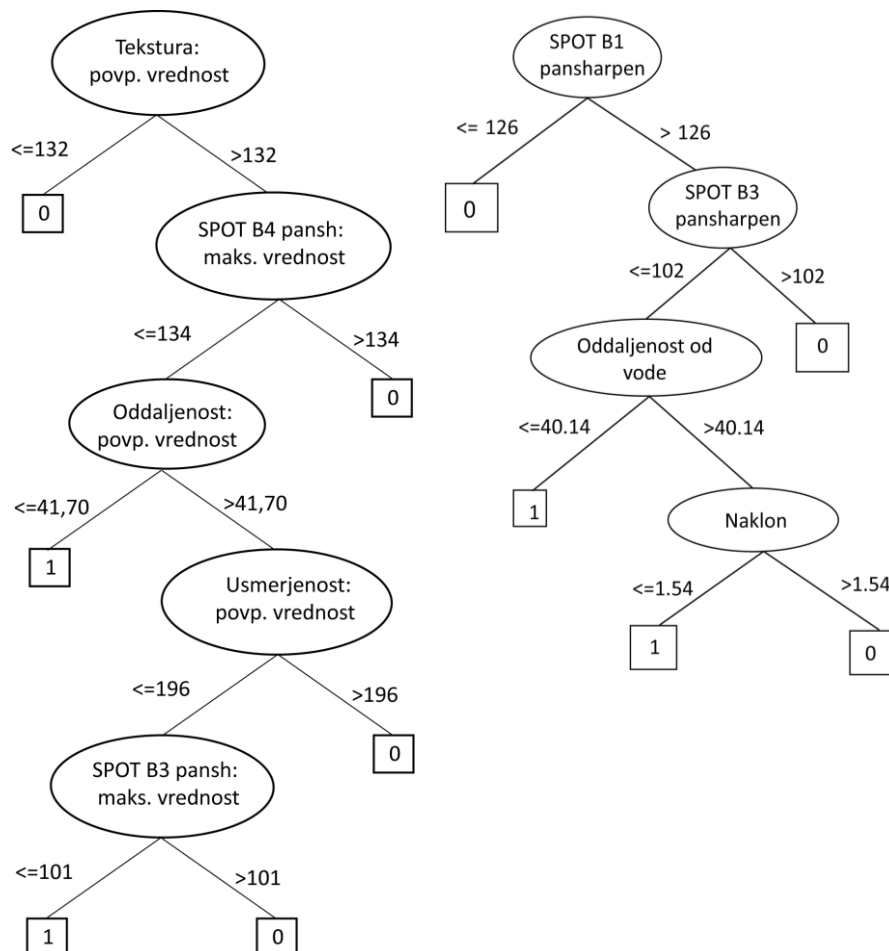 Tekstura:
povp. vrednost
<=132
>132
0
SPOT B4 pansh:
maks. vrednost
<=134
>134
0
Oddaljenost:
povp. vrednost
<=41,70
>41,70
1
Usmerjenost:
povp. vrednost
<=196
>196
0
SPOT B3 pansh:
maks. vrednost
<=101
>101
1
0
SPOT B1
pansharpen
<= 126
> 126
0
SPOT B3
pansharpen
<=102
>102
0
Oddaljenost od
vode
<=40.14
>40.14
1
Naklon
<=1.54
>1.54
1
0